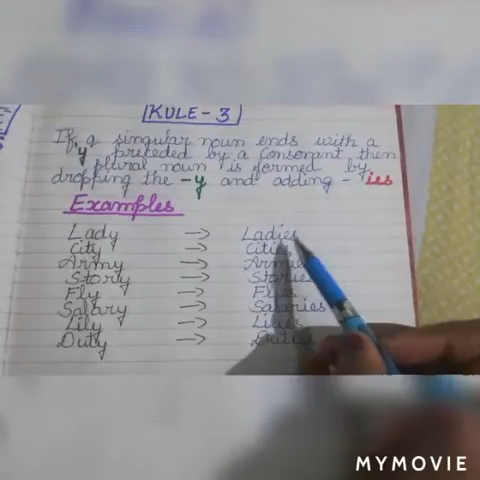 RULE - 3
If a singular noun ends with a
y preceded by a consonant, then
plural noun is formed by
dropping the -y and adding - ies
Examples
Lady → Ladies
City → Cities
Army → Armies
Story → Stories
Fly → Flies
Salary → Salaries
Lily → Lilies
Duty → Duties
MYMOVIE